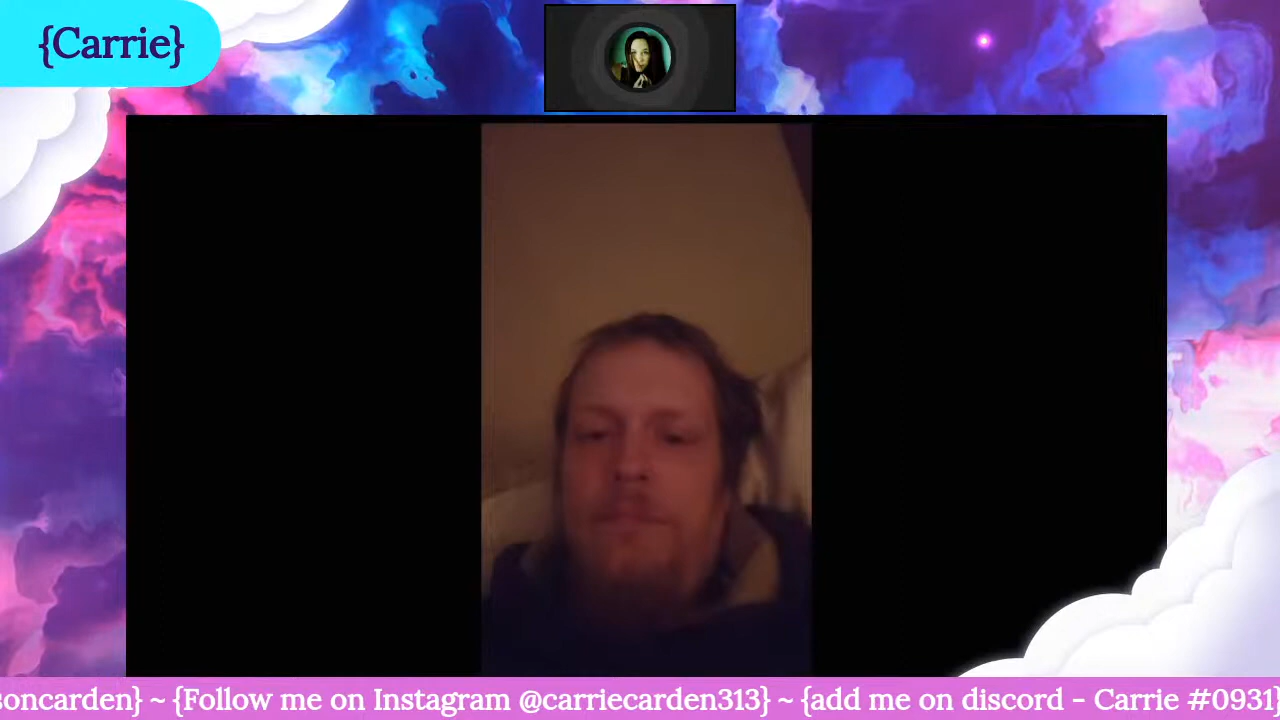 {Carrie}
soncarden} ~ {Follow me on Instagram @carriecarden313} ~ {add me on discord - Carrie #0931}